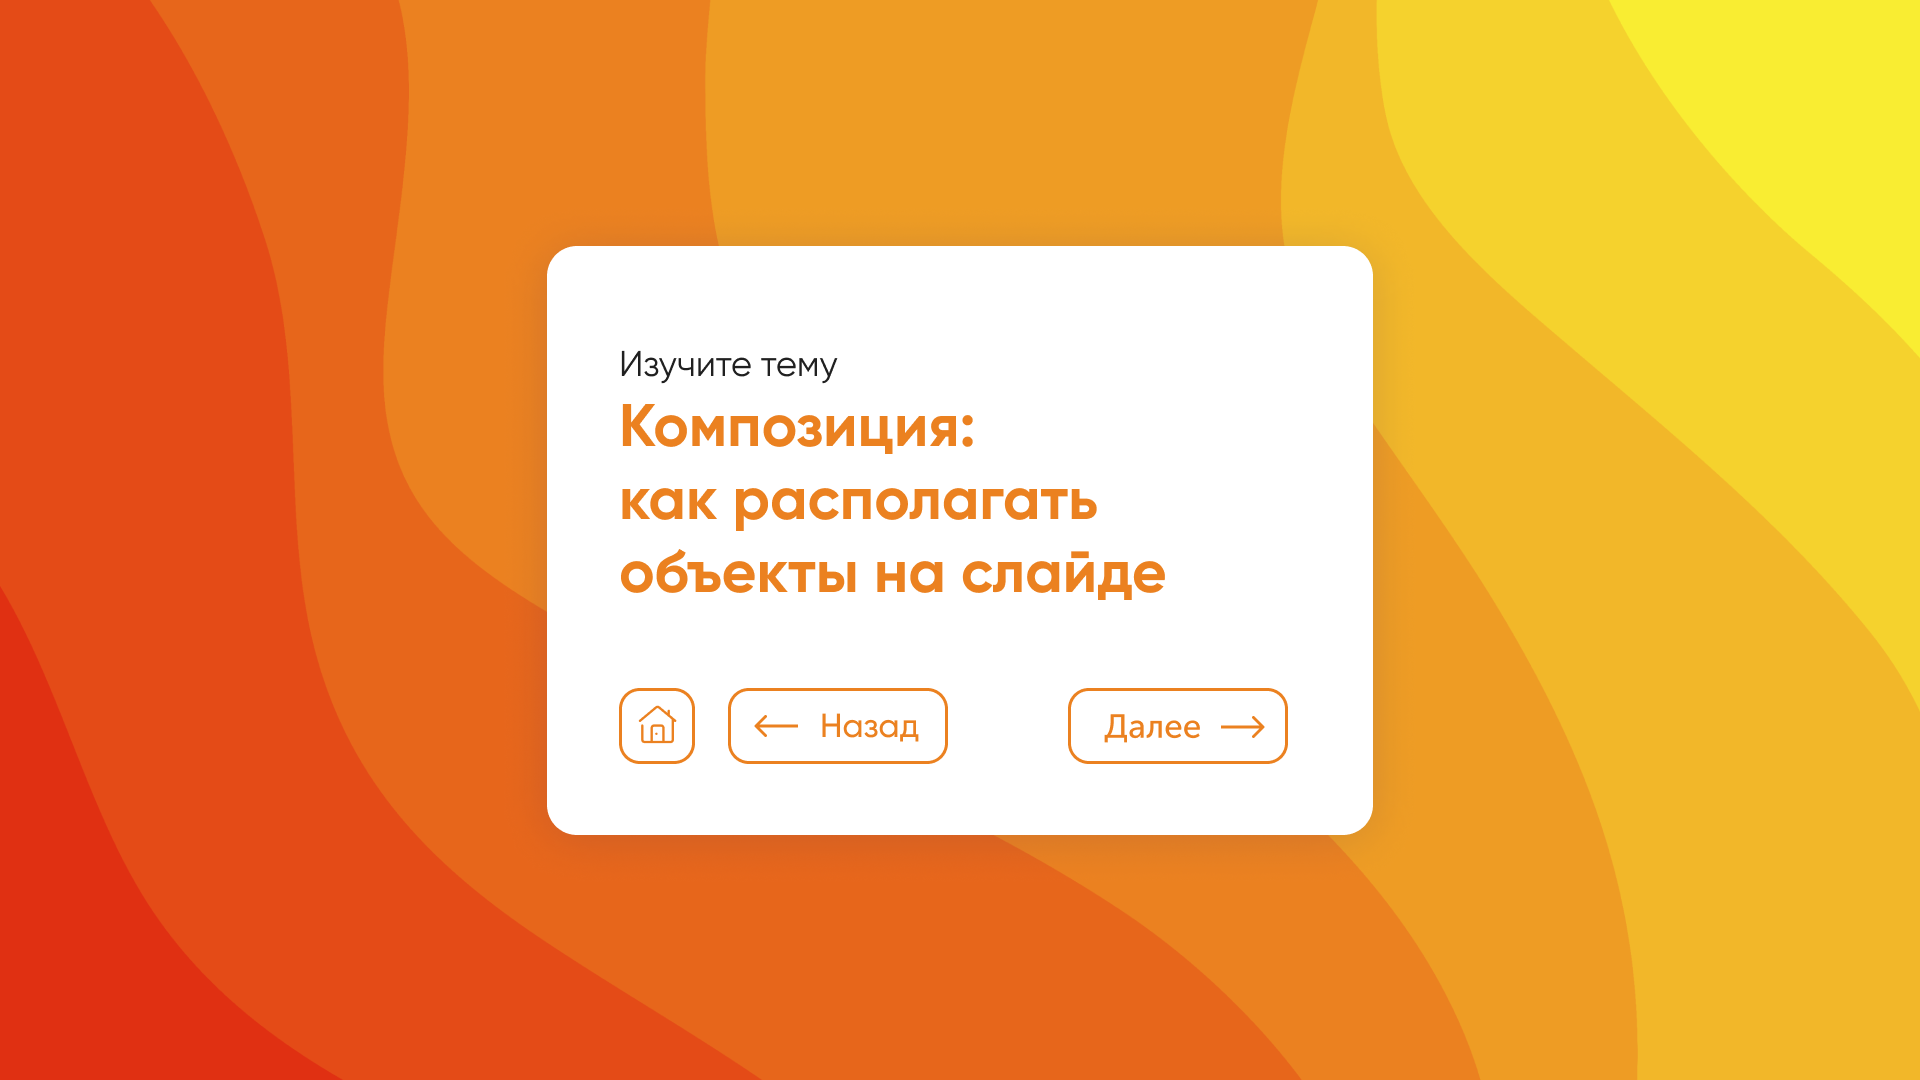 Изучите тему
Композиция:
как располагать
объекты на слайде
Назад
Далее